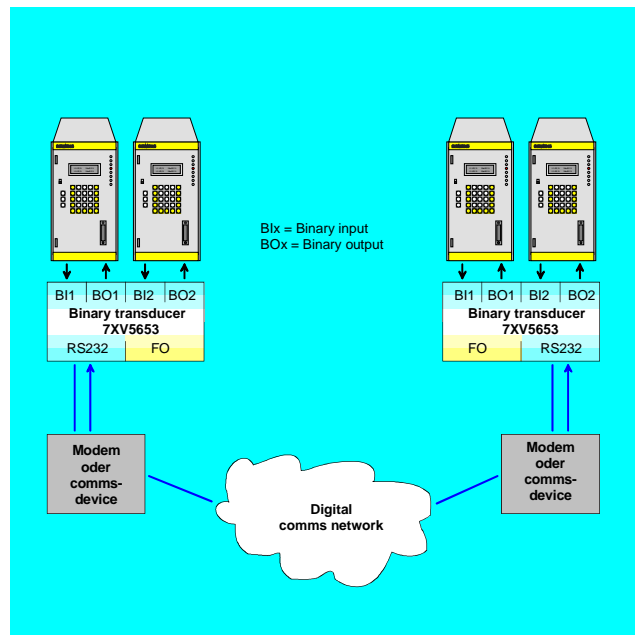 BIx = Binary input
BOx = Binary output
BI1 BO1 BI2 BO2
Binary transducer
7XV5653
RS232 FO
BI1 BO1 BI2 BO2
Binary transducer
7XV5653
FO RS232
Modem
oder
comms-
device
Digital
comms network
Modem
oder
comms-
device